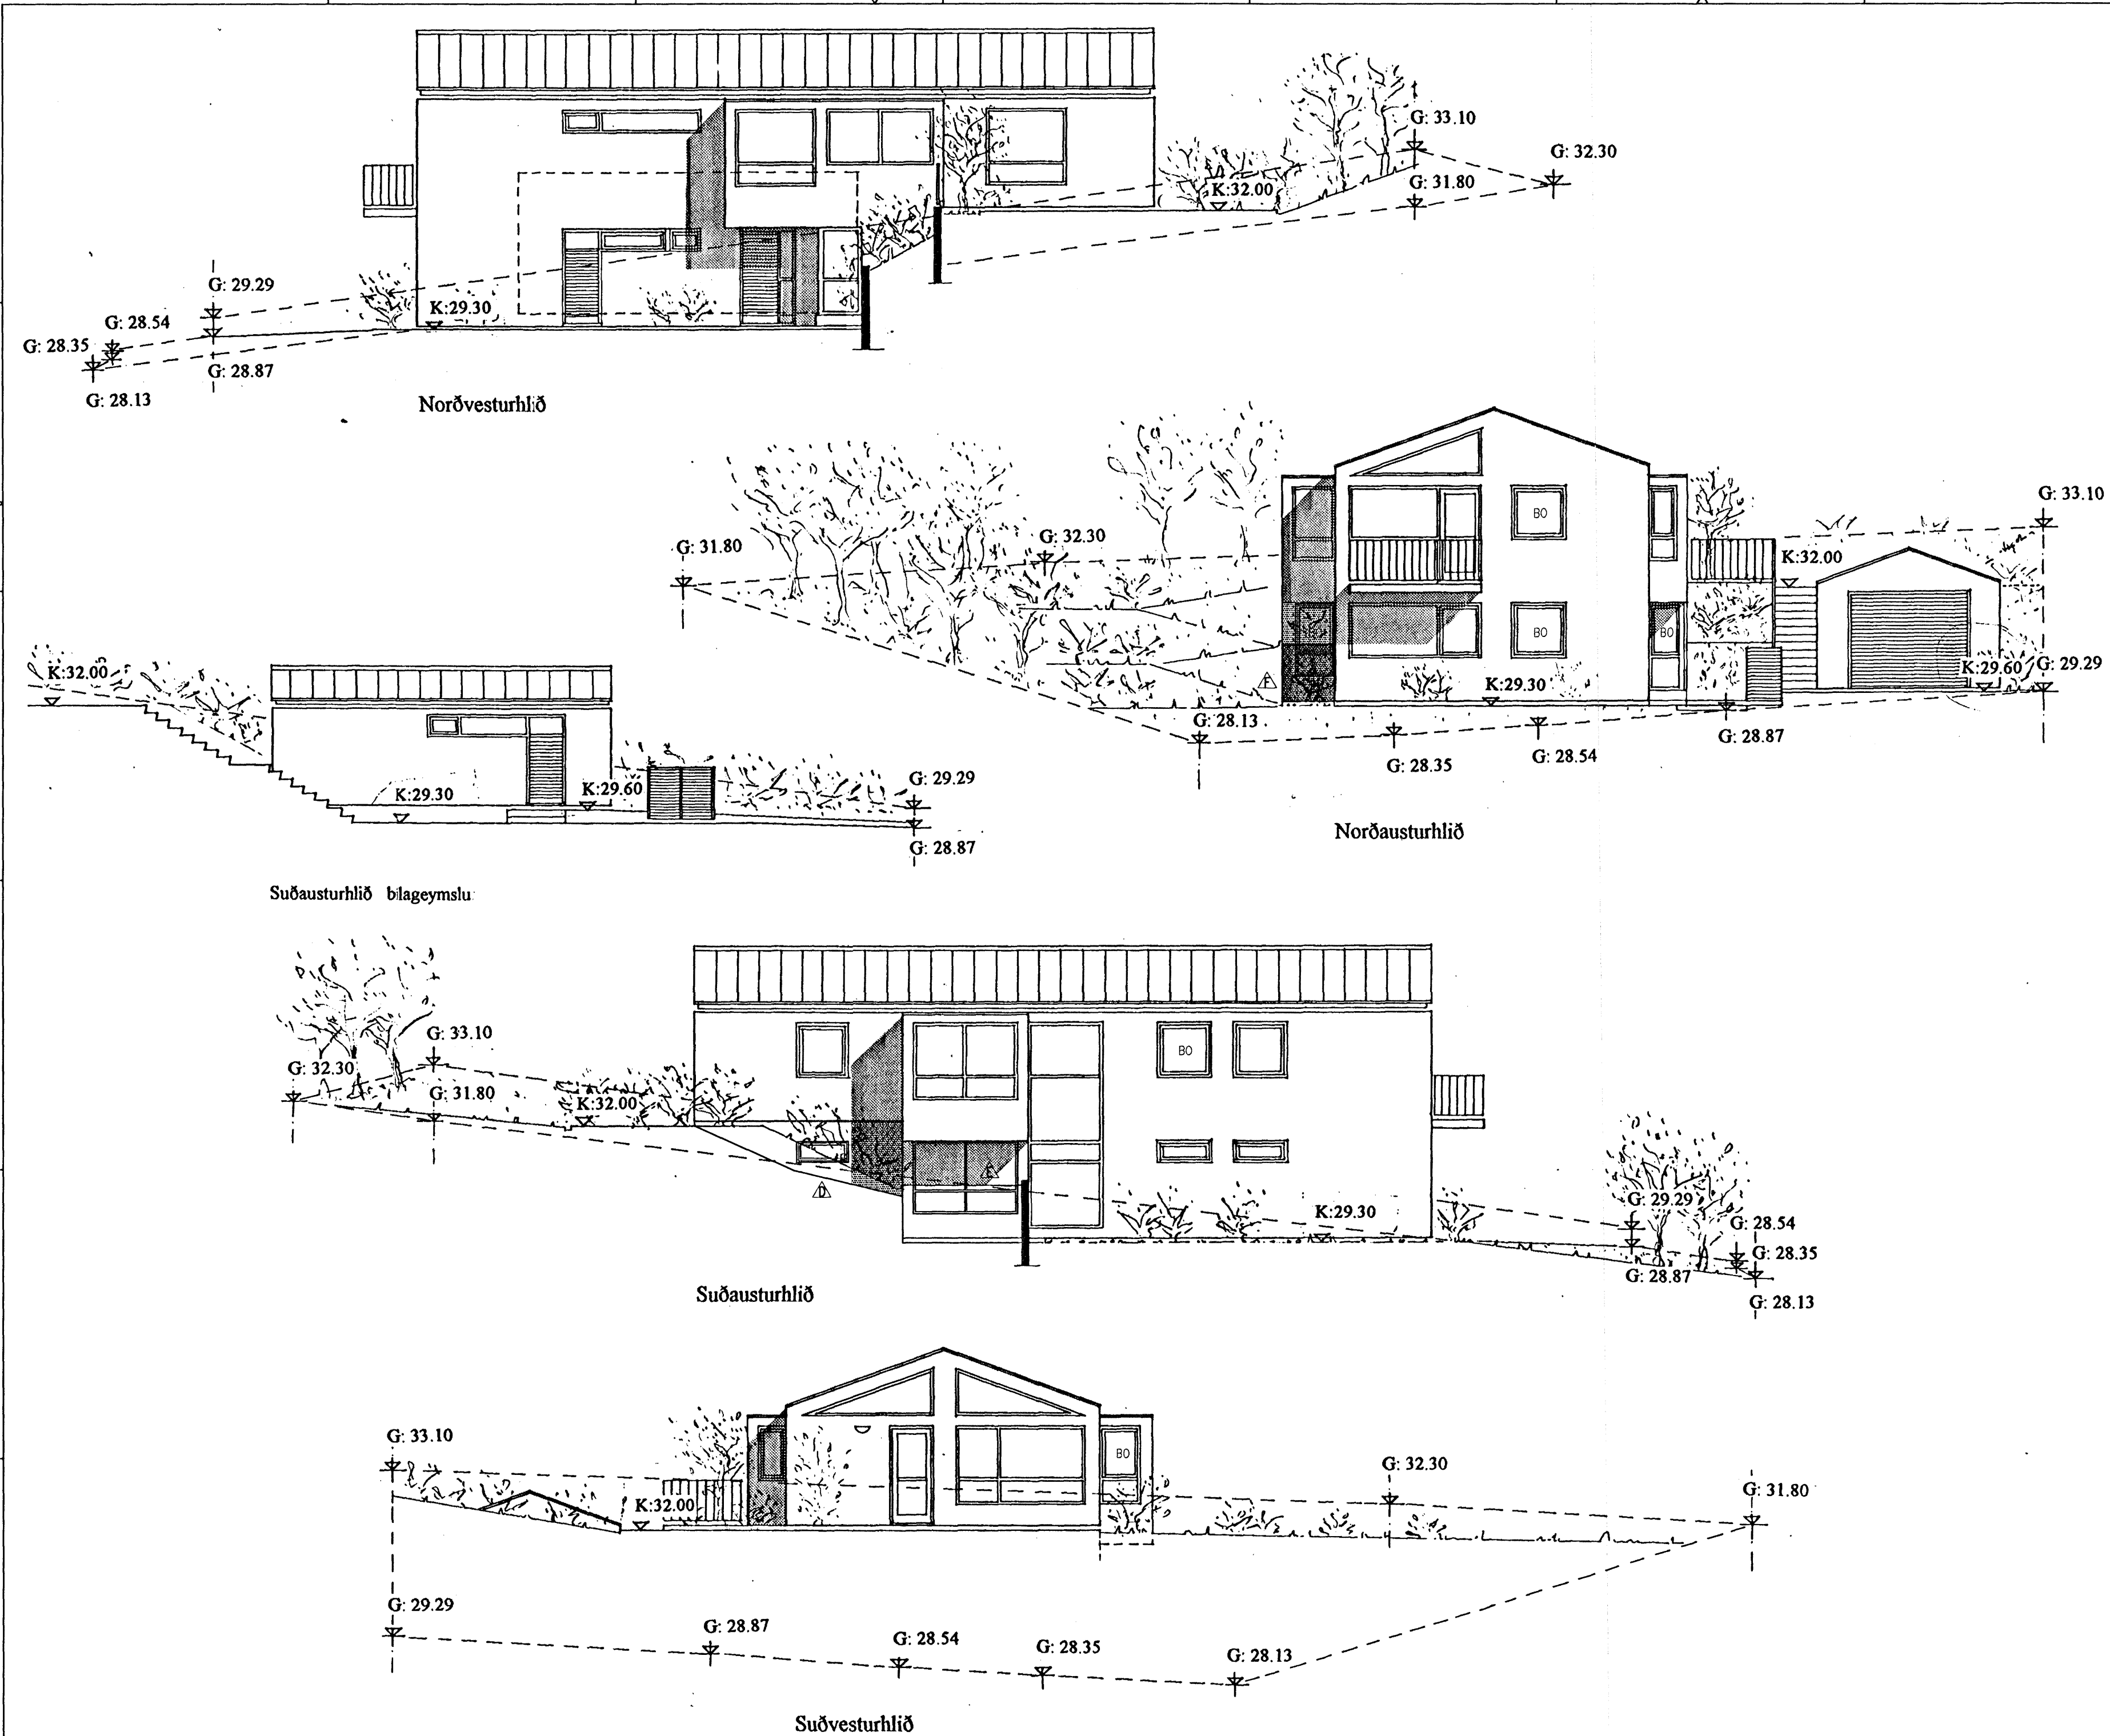 G: 33.10
G: 32.30
G: 31.80
K:32.00
G: 29.29
K:29.30
G: 28.54
G: 28.35
G: 28.87
G: 28.13
Norðvesturhlið
G: 33.10
BO
G: 32.30
G: 31.80
K:32.00
BO
BO
K:29.60
G: 29.29
F
K:29.30
G: 28.13
G: 28.87
G: 28.54
G: 28.35
Norðausturhlið
K:32.00
G: 29.29
K:29.60
K:29.30
G: 28.87
Suðausturhlið bílageymslu
G: 33.10
BO
G: 32.30
G: 31.80
K:32.00
E
D
G: 29.29
K:29.30
G: 28.54
G: 28.35
G: 28.87
G: 28.13
Suðausturhlið
G: 33.10
BO
G: 32.30
G: 31.80
K:32.00
G: 29.29
G: 28.87
G: 28.54
G: 28.35
G: 28.13
Suðvesturhlið